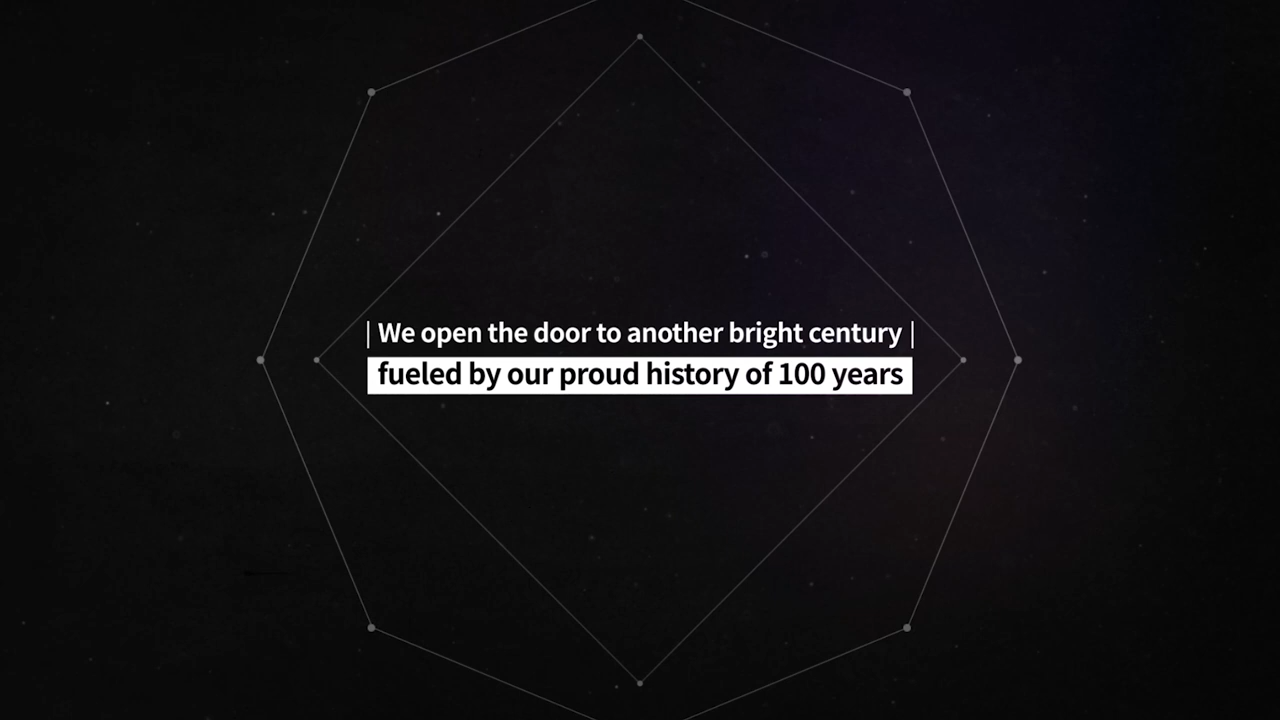 We open the door to another bright century
fueled by our proud history of 100 years